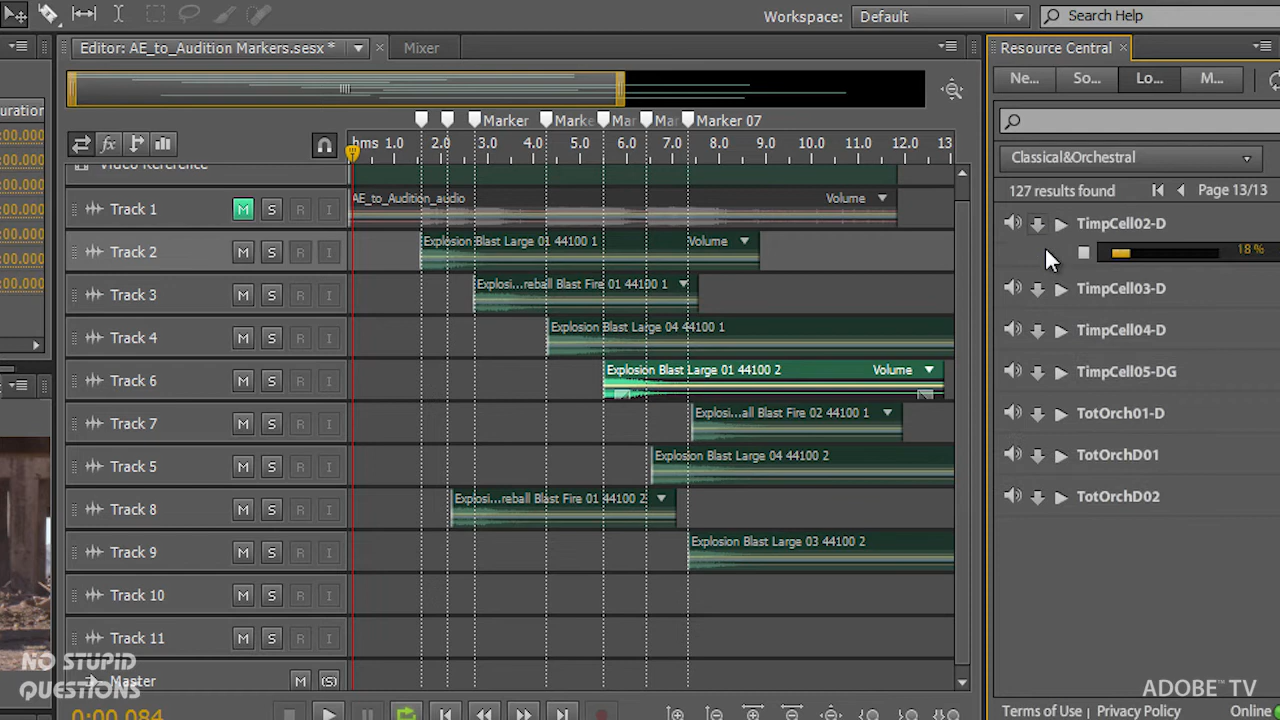 Workspace: Default Search Help
Editor: AE_to_Audition Markers.sesx *
Mixer
Resource Central
Ne... So... Lo... M...
Marker Marke Mar Mar Marker 07
hms 1.0 2.0 3.0 4.0 5.0 6.0 7.0 8.0 9.0 10.0 11.0 12.0 13
Classical&Orchestral
127 results found Page 13/13
Track 1 M S R I AE_to_Audition_audio Volume
TimpCell02-D
18 %
Track 2 M S R I Explosion Blast Large 01 44100 1 Volume
Track 3 M S R I Explosi...reball Blast Fire 01 44100 1
TimpCell03-D
Track 4 M S R I Explosion Blast Large 04 44100 1
TimpCell04-D
Track 6 M S R I Explosion Blast Large 01 44100 2 Volume
TimpCell05-DG
Track 7 M S R I Explosi...all Blast Fire 02 44100 1
TotOrch01-D
Track 5 M S R I Explosion Blast Large 04 44100 2
TotOrchD01
Track 8 M S R I Explosi...reball Blast Fire 01 44100 2
TotOrchD02
Track 9 M S R I Explosion Blast Large 03 44100 2
Track 10 M S R I
Track 11 M S R I
Master M (S)
NO STUPID
QUESTIONS
ADOBE™ TV
0:00.084
Terms of Use | Privacy Policy Online